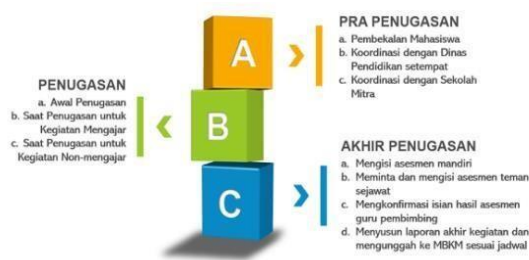 A
PRA PENUGASAN
a. Pembekalan Mahasiswa
b. Koordinasi dengan Dinas
Pendidikan setempat
c. Koordinasi dengan Sekolah
Mitra
B
PENUGASAN
a. Awal Penugasan
b. Saat Penugasan untuk
Kegiatan Mengajar
c. Saat Penugasan untuk
Kegiatan Non-mengajar
C
AKHIR PENUGASAN
a. Mengisi asesmen mandiri
b. Meminta dan mengisi asesmen teman
sejawat
c. Mengkonfirmasi isian hasil asesmen
guru pembimbing
d. Menyusun laporan akhir kegiatan dan
mengunggah ke MBKM sesuai jadwal